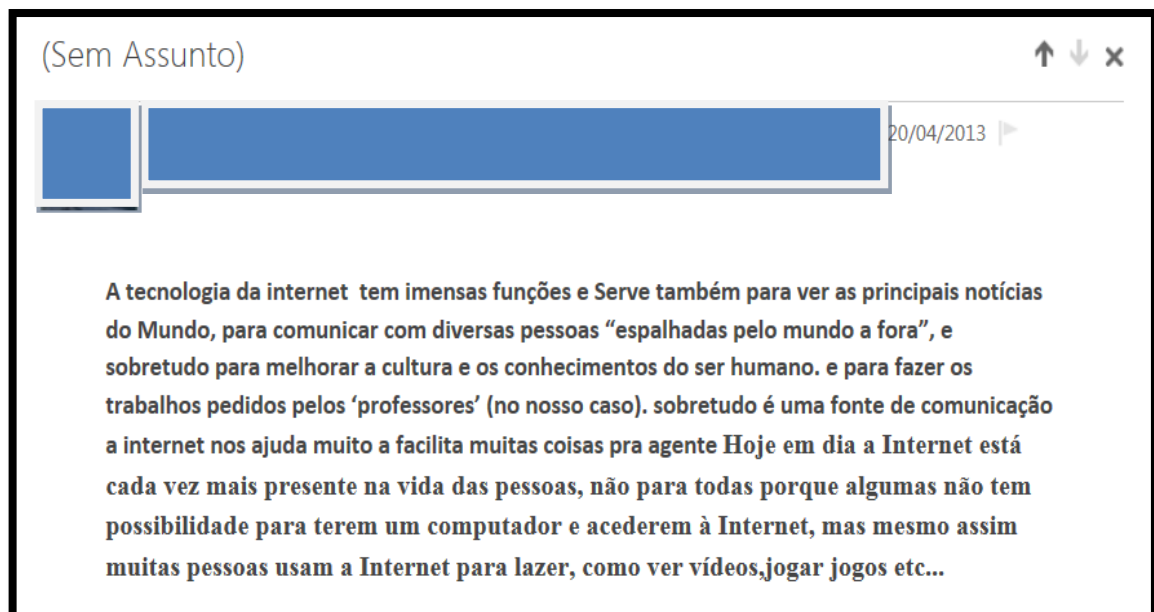 (Sem Assunto)
20/04/2013
A tecnologia da internet  tem imensas funções e Serve também para ver as principais notícias
do Mundo, para comunicar com diversas pessoas “espalhadas pelo mundo a fora”, e
sobretudo para melhorar a cultura e os conhecimentos do ser humano. e para fazer os
trabalhos pedidos pelos ‘professores’ (no nosso caso). sobretudo é uma fonte de comunicação
a internet nos ajuda muito a facilita muitas coisas pra agente Hoje em dia a Internet está
cada vez mais presente na vida das pessoas, não para todas porque algumas não tem
possibilidade para terem um computador e acederem à Internet, mas mesmo assim
muitas pessoas usam a Internet para lazer, como ver vídeos,jogar jogos etc...